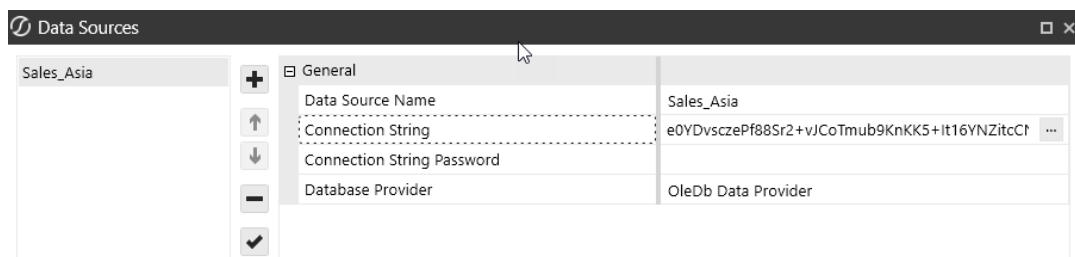 Data Sources
Sales_Asia
General
Data Source Name Sales_Asia
Connection String e0YDvsczePf88Sr2+vJCoTmub9KnKK5+It16YNZitcCN ...
Connection String Password
Database Provider OleDb Data Provider